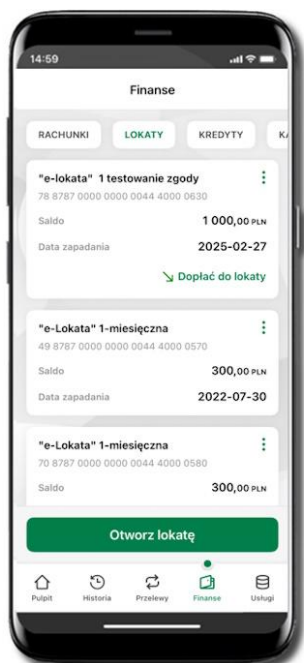 14:59
Finanse
RACHUNKI LOKATY KREDYTY
"e-lokata" 1 testowanie zgody
78 8787 0000 0000 0044 4000 0630
Saldo 1 000,00 PLN
Data zapadania 2025-02-27
Dopłać do lokaty
"e-Lokata" 1-miesięczna
49 8787 0000 0000 0044 4000 0570
Saldo 300,00 PLN
Data zapadania 2022-07-30
"e-Lokata" 1-miesięczna
70 8787 0000 0000 0044 4000 0580
Saldo 300,00 PLN
Otworz lokatę
Pulpit Historia Przelewy Finanse Usługi